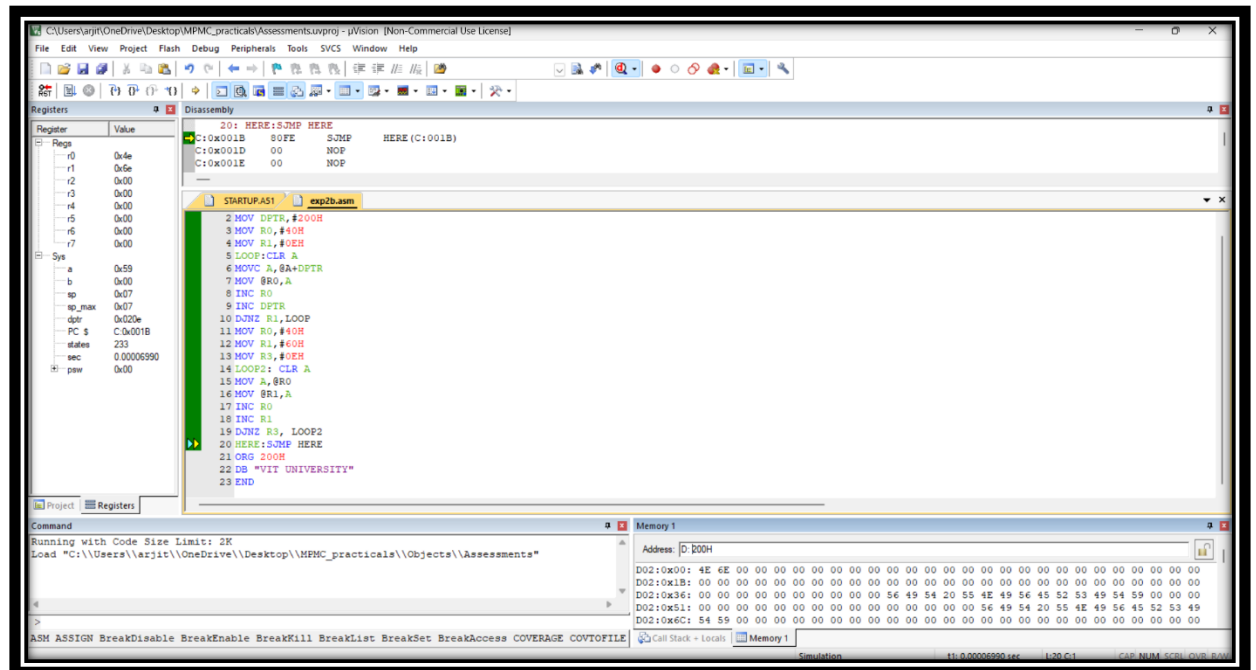 C:\Users\arjit\OneDrive\Desktop\MPMC_practicals\Assessments.uvproj - µVision [Non-Commercial Use License]
File Edit View Project Flash Debug Peripherals Tools SVCS Window Help
Registers
Register Value
Regs
r0 0x4e
r1 0x6e
r2 0x00
r3 0x00
r4 0x00
r5 0x00
r6 0x00
r7 0x00
Sys
a 0x59
b 0x00
sp 0x07
sp_max 0x07
dptr 0x020e
PC $ C:0x001B
states 233
sec 0.00006990
psw 0x00
Project Registers
Disassembly
20: HERE:SJMP HERE
C:0x001B 80FE SJMP HERE(C:001B)
C:0x001D 00 NOP
C:0x001E 00 NOP
STARTUP.A51 exp2b.asm
2 MOV DPTR,#200H
3 MOV R0,#40H
4 MOV R1,#0EH
5 LOOP:CLR A
6 MOVC A,@A+DPTR
7 MOV @R0,A
8 INC R0
9 INC DPTR
10 DJNZ R1,LOOP
11 MOV R0,#40H
12 MOV R1,#60H
13 MOV R3,#0EH
14 LOOP2: CLR A
15 MOV A,@R0
16 MOV @R1,A
17 INC R0
18 INC R1
19 DJNZ R3, LOOP2
20 HERE:SJMP HERE
21 ORG 200H
22 DB "VIT UNIVERSITY"
23 END
Command
Running with Code Size Limit: 2K
Load "C:\\Users\\arjit\\OneDrive\\Desktop\\MPMC_practicals\\Objects\\Assessments"
>
ASM ASSIGN BreakDisable BreakEnable BreakKill BreakList BreakSet BreakAccess COVERAGE COVTOFILE
Memory 1
Address: D: 200H
D02:0x00: 4E 6E 00 00 00 00 00 00 00 00 00 00 00 00 00 00 00 00 00 00 00 00 00 00 00 00 00
D02:0x1B: 00 00 00 00 00 00 00 00 00 00 00 00 00 00 00 00 00 00 00 00 00 00 00 00 00 00 00
D02:0x36: 00 00 00 00 00 00 00 00 00 00 56 49 54 20 55 4E 49 56 45 52 53 49 54 59 00 00 00
D02:0x51: 00 00 00 00 00 00 00 00 00 00 00 00 00 00 00 56 49 54 20 55 4E 49 56 45 52 53 49
D02:0x6C: 54 59 00 00 00 00 00 00 00 00 00 00 00 00 00 00 00 00 00 00 00 00 00 00 00 00 00
Call Stack + Locals Memory 1
Simulation t1: 0.00006990 sec L:20 C:1 CAP NUM SCRL OVR R/W